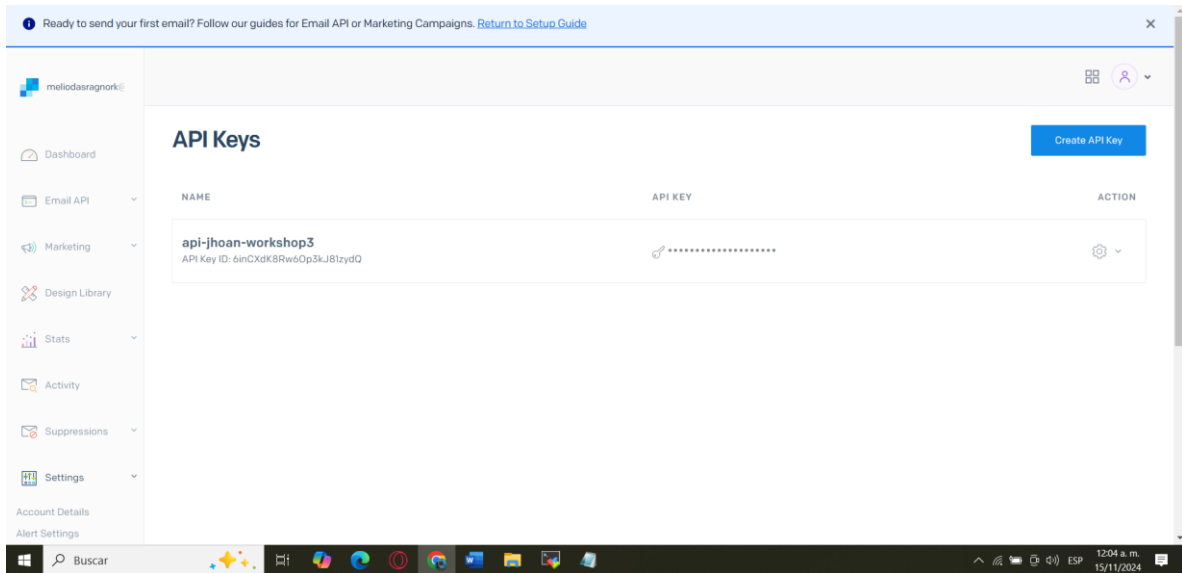 Ready to send your first email? Follow our guides for Email API or Marketing Campaigns. Return to Setup Guide
meliodasragnork
API Keys
Create API Key
Dashboard
Email API
Marketing
Design Library
Stats
Activity
Suppressions
Settings
Account Details
Alert Settings
NAME API KEY ACTION
api-jhoan-workshop3
API Key ID: 6inCXdK8Rw6Op3kJ81zydQ
••••••••••••••••••••
Buscar
ESP
12:04 a. m.
15/11/2024